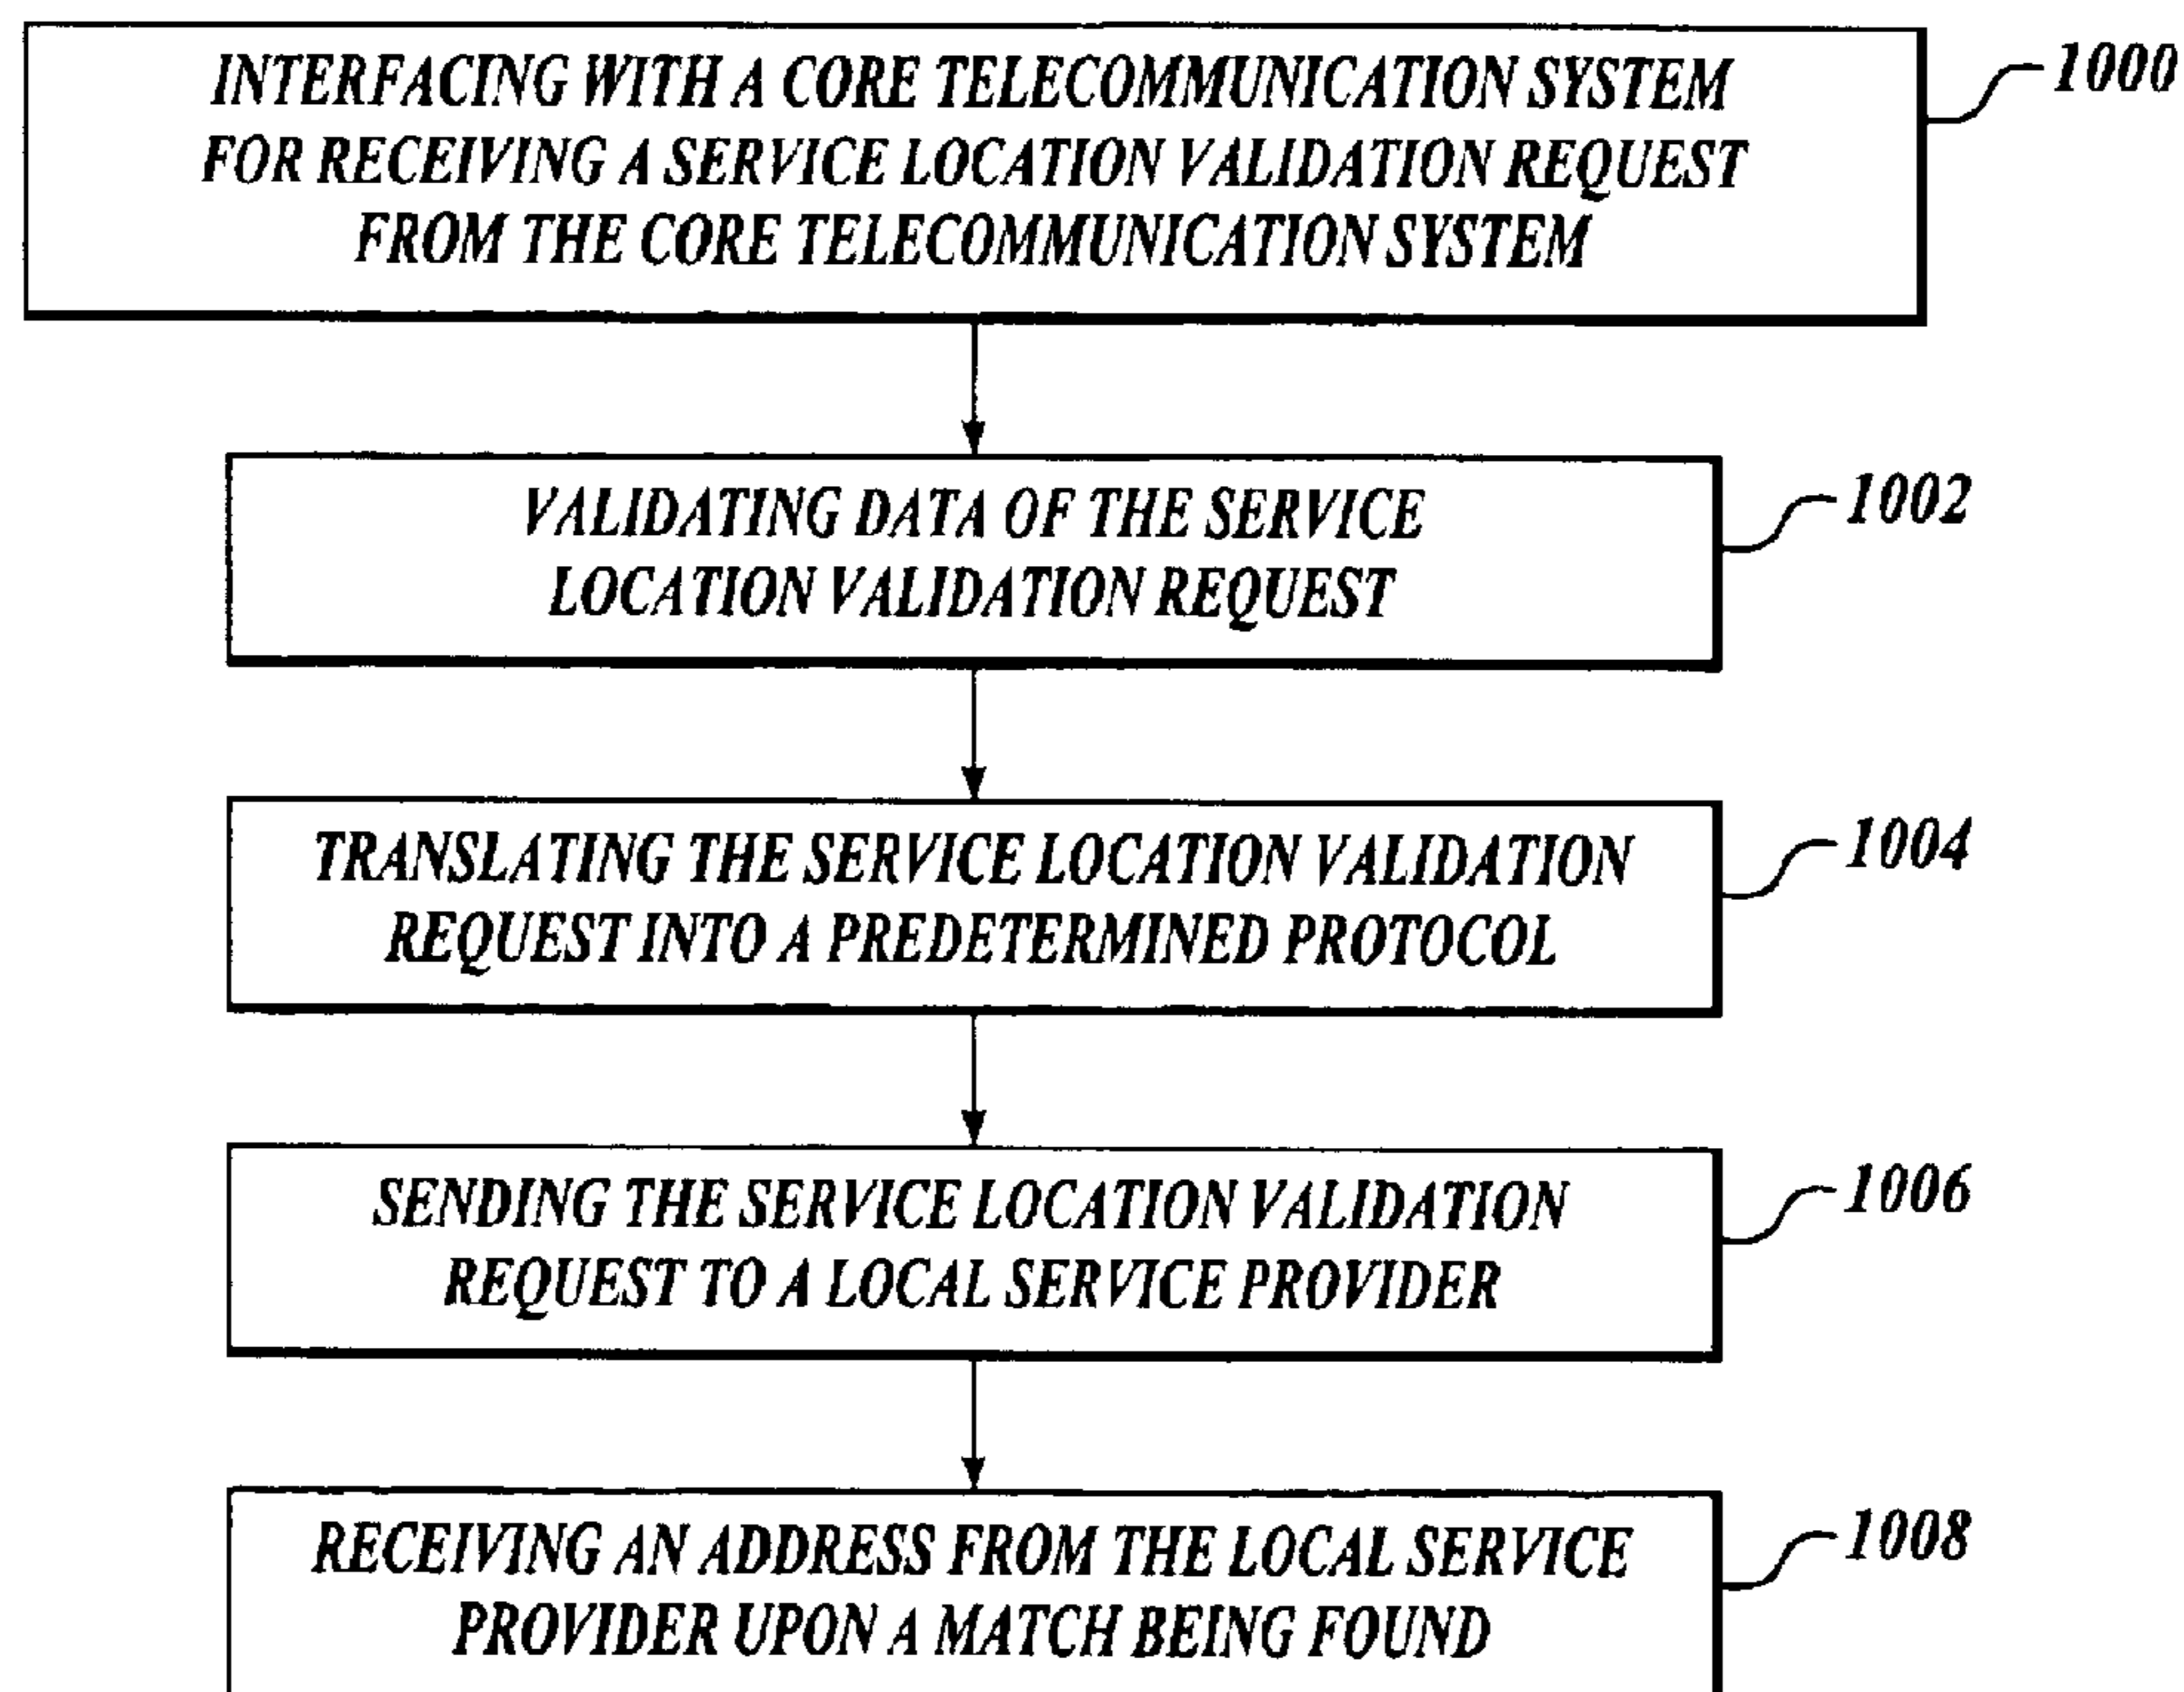 INTERFACING WITH A CORE TELECOMMUNICATION SYSTEM
FOR RECEIVING A SERVICE LOCATION VALIDATION REQUEST
FROM THE CORE TELECOMMUNICATION SYSTEM
1000
VALIDATING DATA OF THE SERVICE
LOCATION VALIDATION REQUEST
1002
TRANSLATING THE SERVICE LOCATION VALIDATION
REQUEST INTO A PREDETERMINED PROTOCOL
1004
SENDING THE SERVICE LOCATION VALIDATION
REQUEST TO A LOCAL SERVICE PROVIDER
1006
RECEIVING AN ADDRESS FROM THE LOCAL SERVICE
PROVIDER UPON A MATCH BEING FOUND
1008